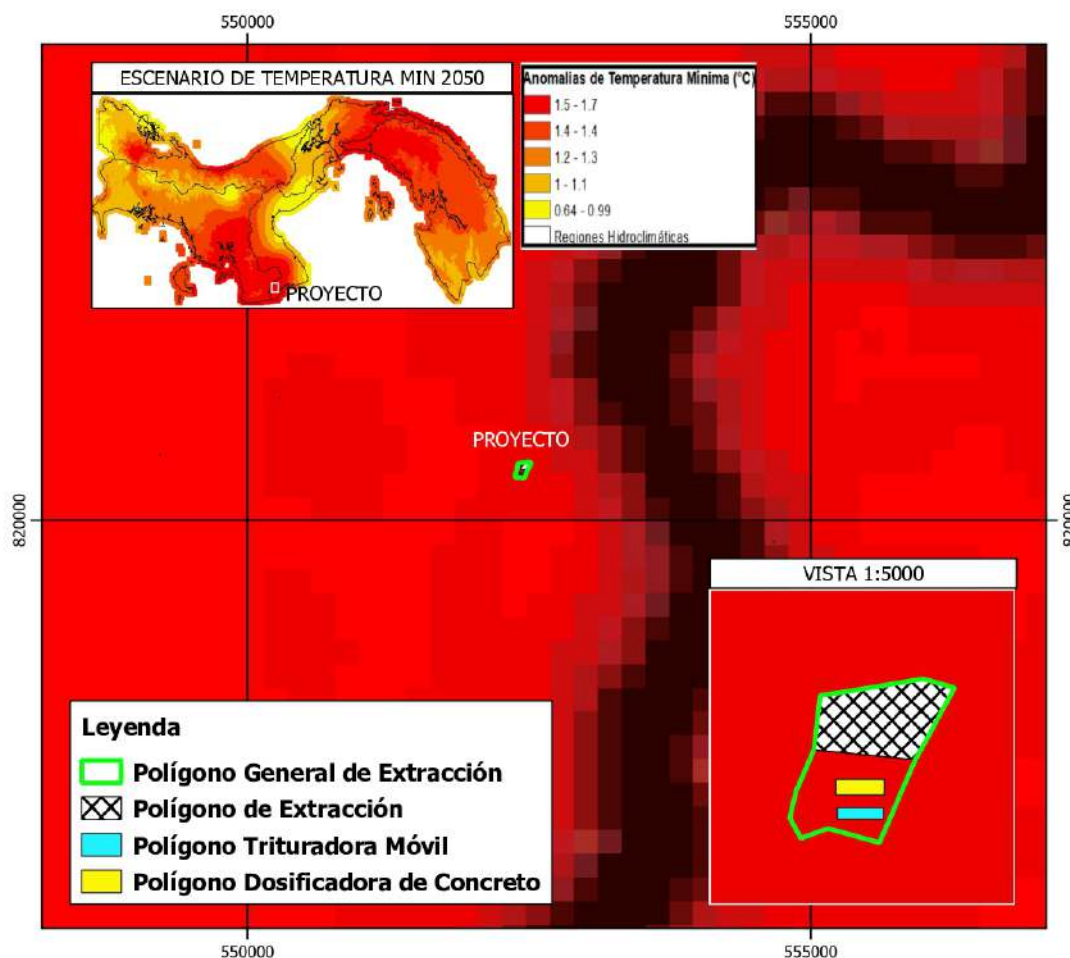 550000
555000
ESCENARIO DE TEMPERATURA MIN 2050
PROYECTO
Anomalias de Temperatura Mínima (°C)
1.5 - 1.7
1.4 - 1.4
1.2 - 1.3
1 - 1.1
0.64 - 0.99
Regiones Hidroclimáticas
PROYECTO
820000
820000
VISTA 1:5000
Leyenda
Polígono General de Extracción
Polígono de Extracción
Polígono Trituradora Móvil
Polígono Dosificadora de Concreto
550000
555000